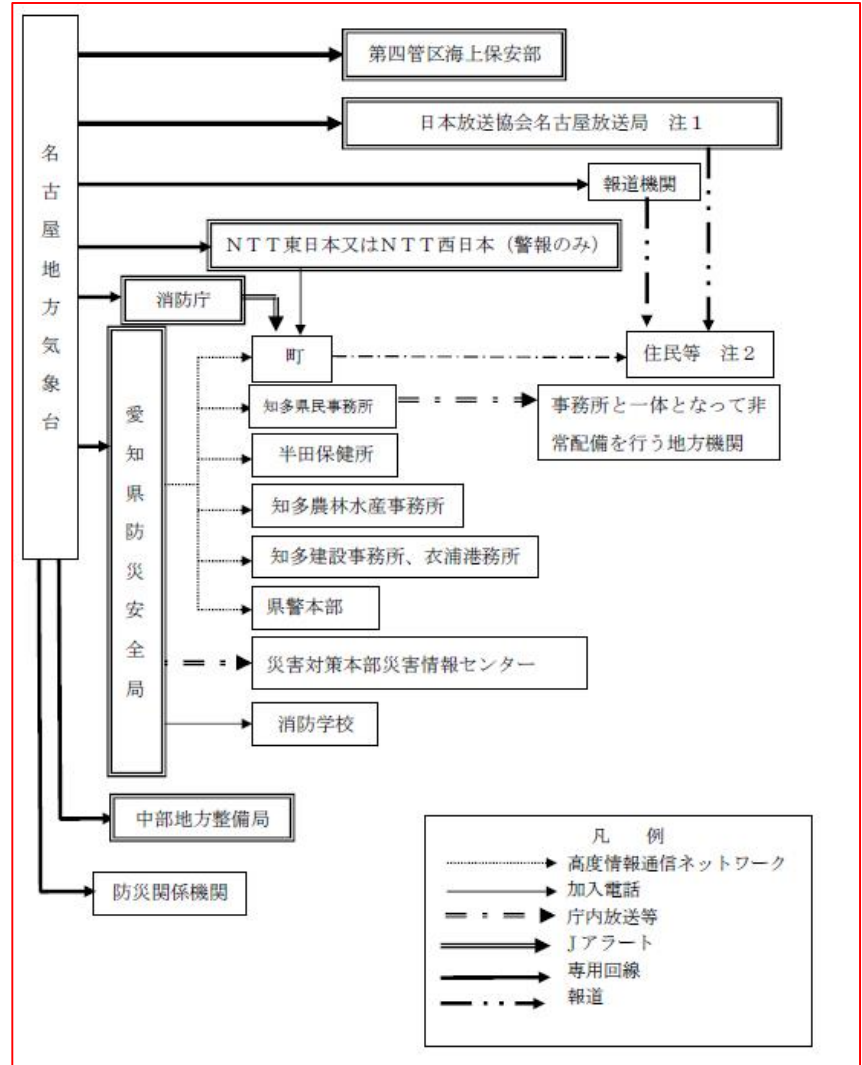 名古屋地方気象台
第四管区海上保安部
日本放送協会名古屋放送局　注１
報道機関
ＮＴＴ東日本又はＮＴＴ西日本（警報のみ）
消防庁
町
住民等　注２
愛知県防災安全局
知多県民事務所
事務所と一体となって非
常配備を行う地方機関
半田保健所
知多農林水産事務所
知多建設事務所、衣浦港務所
県警本部
災害対策本部災害情報センター
消防学校
中部地方整備局
防災関係機関
凡　例
高度情報通信ネットワーク
加入電話
庁内放送等
Ｊアラート
専用回線
報道